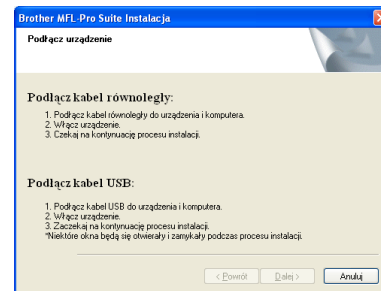 Brother MFL-Pro Suite Instalacja
Podłącz urządzenie
Podłącz kabel równoległy:
1. Podłącz kabel równoległy do urządzenia i komputera.
2. Włącz urządzenie.
3. Czekaj na kontynuację procesu instalacji.
Podłącz kabel USB:
1. Podłącz kabel USB do urządzenia i komputera.
2. Włącz urządzenie.
3. Zaczekaj na kontynuację procesu instalacji.
*Niektóre okna będą się otwierały i zamykały podczas procesu instalacji.
< Powrót Dalej > Anuluj